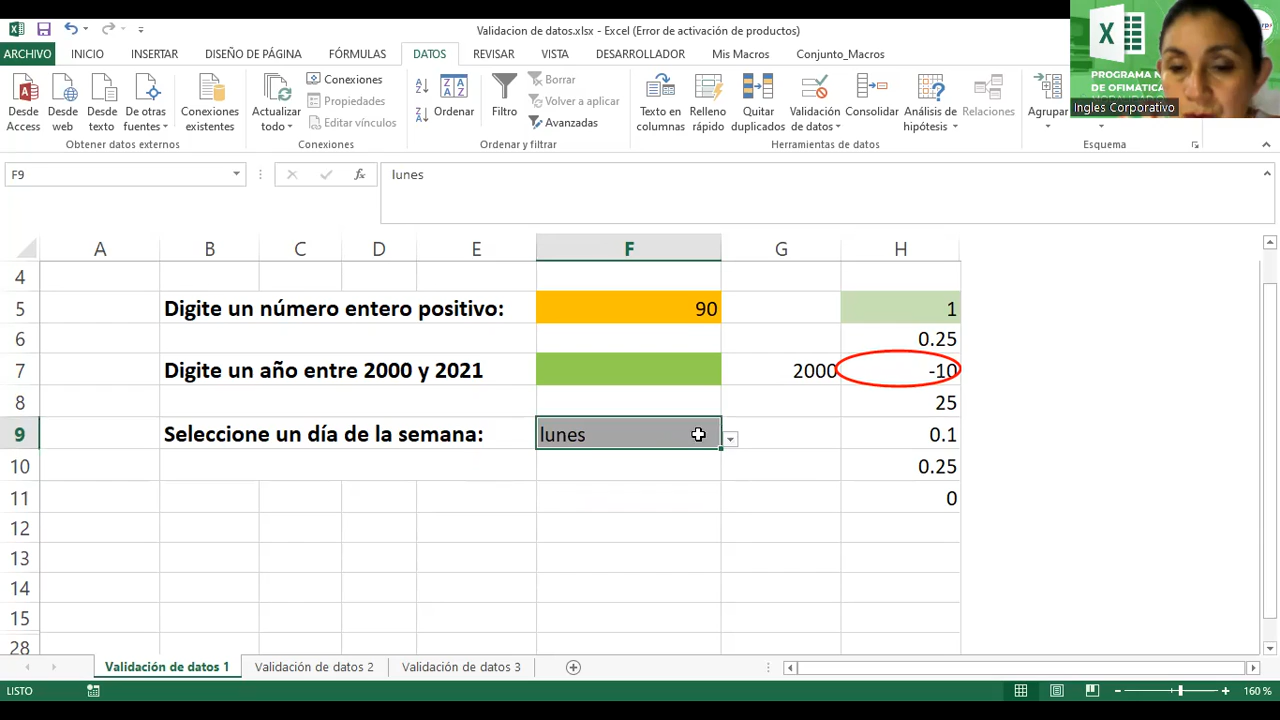 Validacion de datos.xlsx - Excel (Error de activación de productos)
ARCHIVO INICIO INSERTAR DISEÑO DE PÁGINA FÓRMULAS DATOS REVISAR VISTA DESARROLLADOR Mis Macros Conjunto_Macros
PROGRAMA
DE OFIMATICA
Ingles Corporativo
Desde Access
Desde web
Desde texto
De otras fuentes
Obtener datos externos
Conexiones existentes
Actualizar todo
Conexiones
Propiedades
Editar vínculos
Conexiones
Ordenar
Filtro
Borrar
Volver a aplicar
Avanzadas
Ordenar y filtrar
Texto en columnas
Relleno rápido
Quitar duplicados
Validación de datos
Consolidar
Análisis de hipótesis
Relaciones
Herramientas de datos
Agrupar
Esquema
F9
fx
lunes
A B C D E F G H
4
5 Digite un número entero positivo: 90 1
6 0.25
7 Digite un año entre 2000 y 2021 2000 -10
8 25
9 Seleccione un día de la semana: lunes 0.1
10 0.25
11 0
12
13
14
15
28
Validación de datos 1 Validación de datos 2 Validación de datos 3
LISTO
160 %